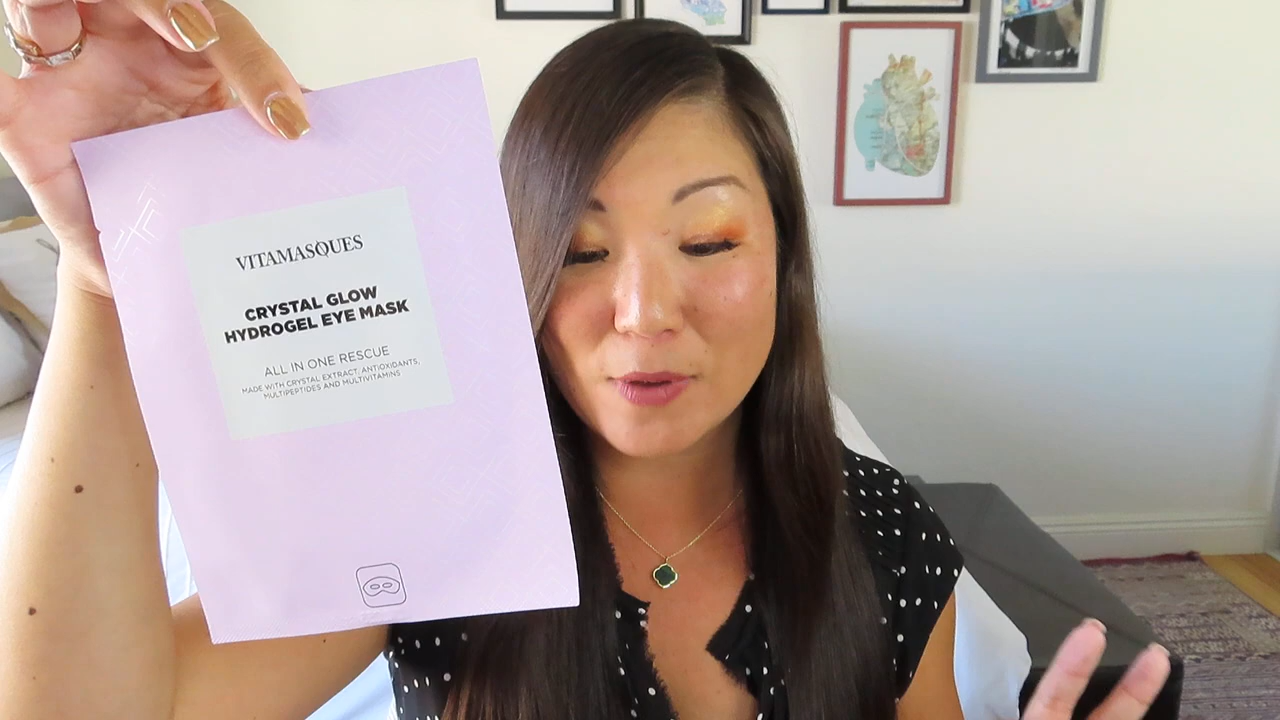 VITAMASQUES
CRYSTAL GLOW
HYDROGEL EYE MASK
ALL IN ONE RESCUE
MADE WITH CRYSTAL EXTRACT, ANTIOXIDANTS,
MULTIPEPTIDES AND MULTIVITAMINS